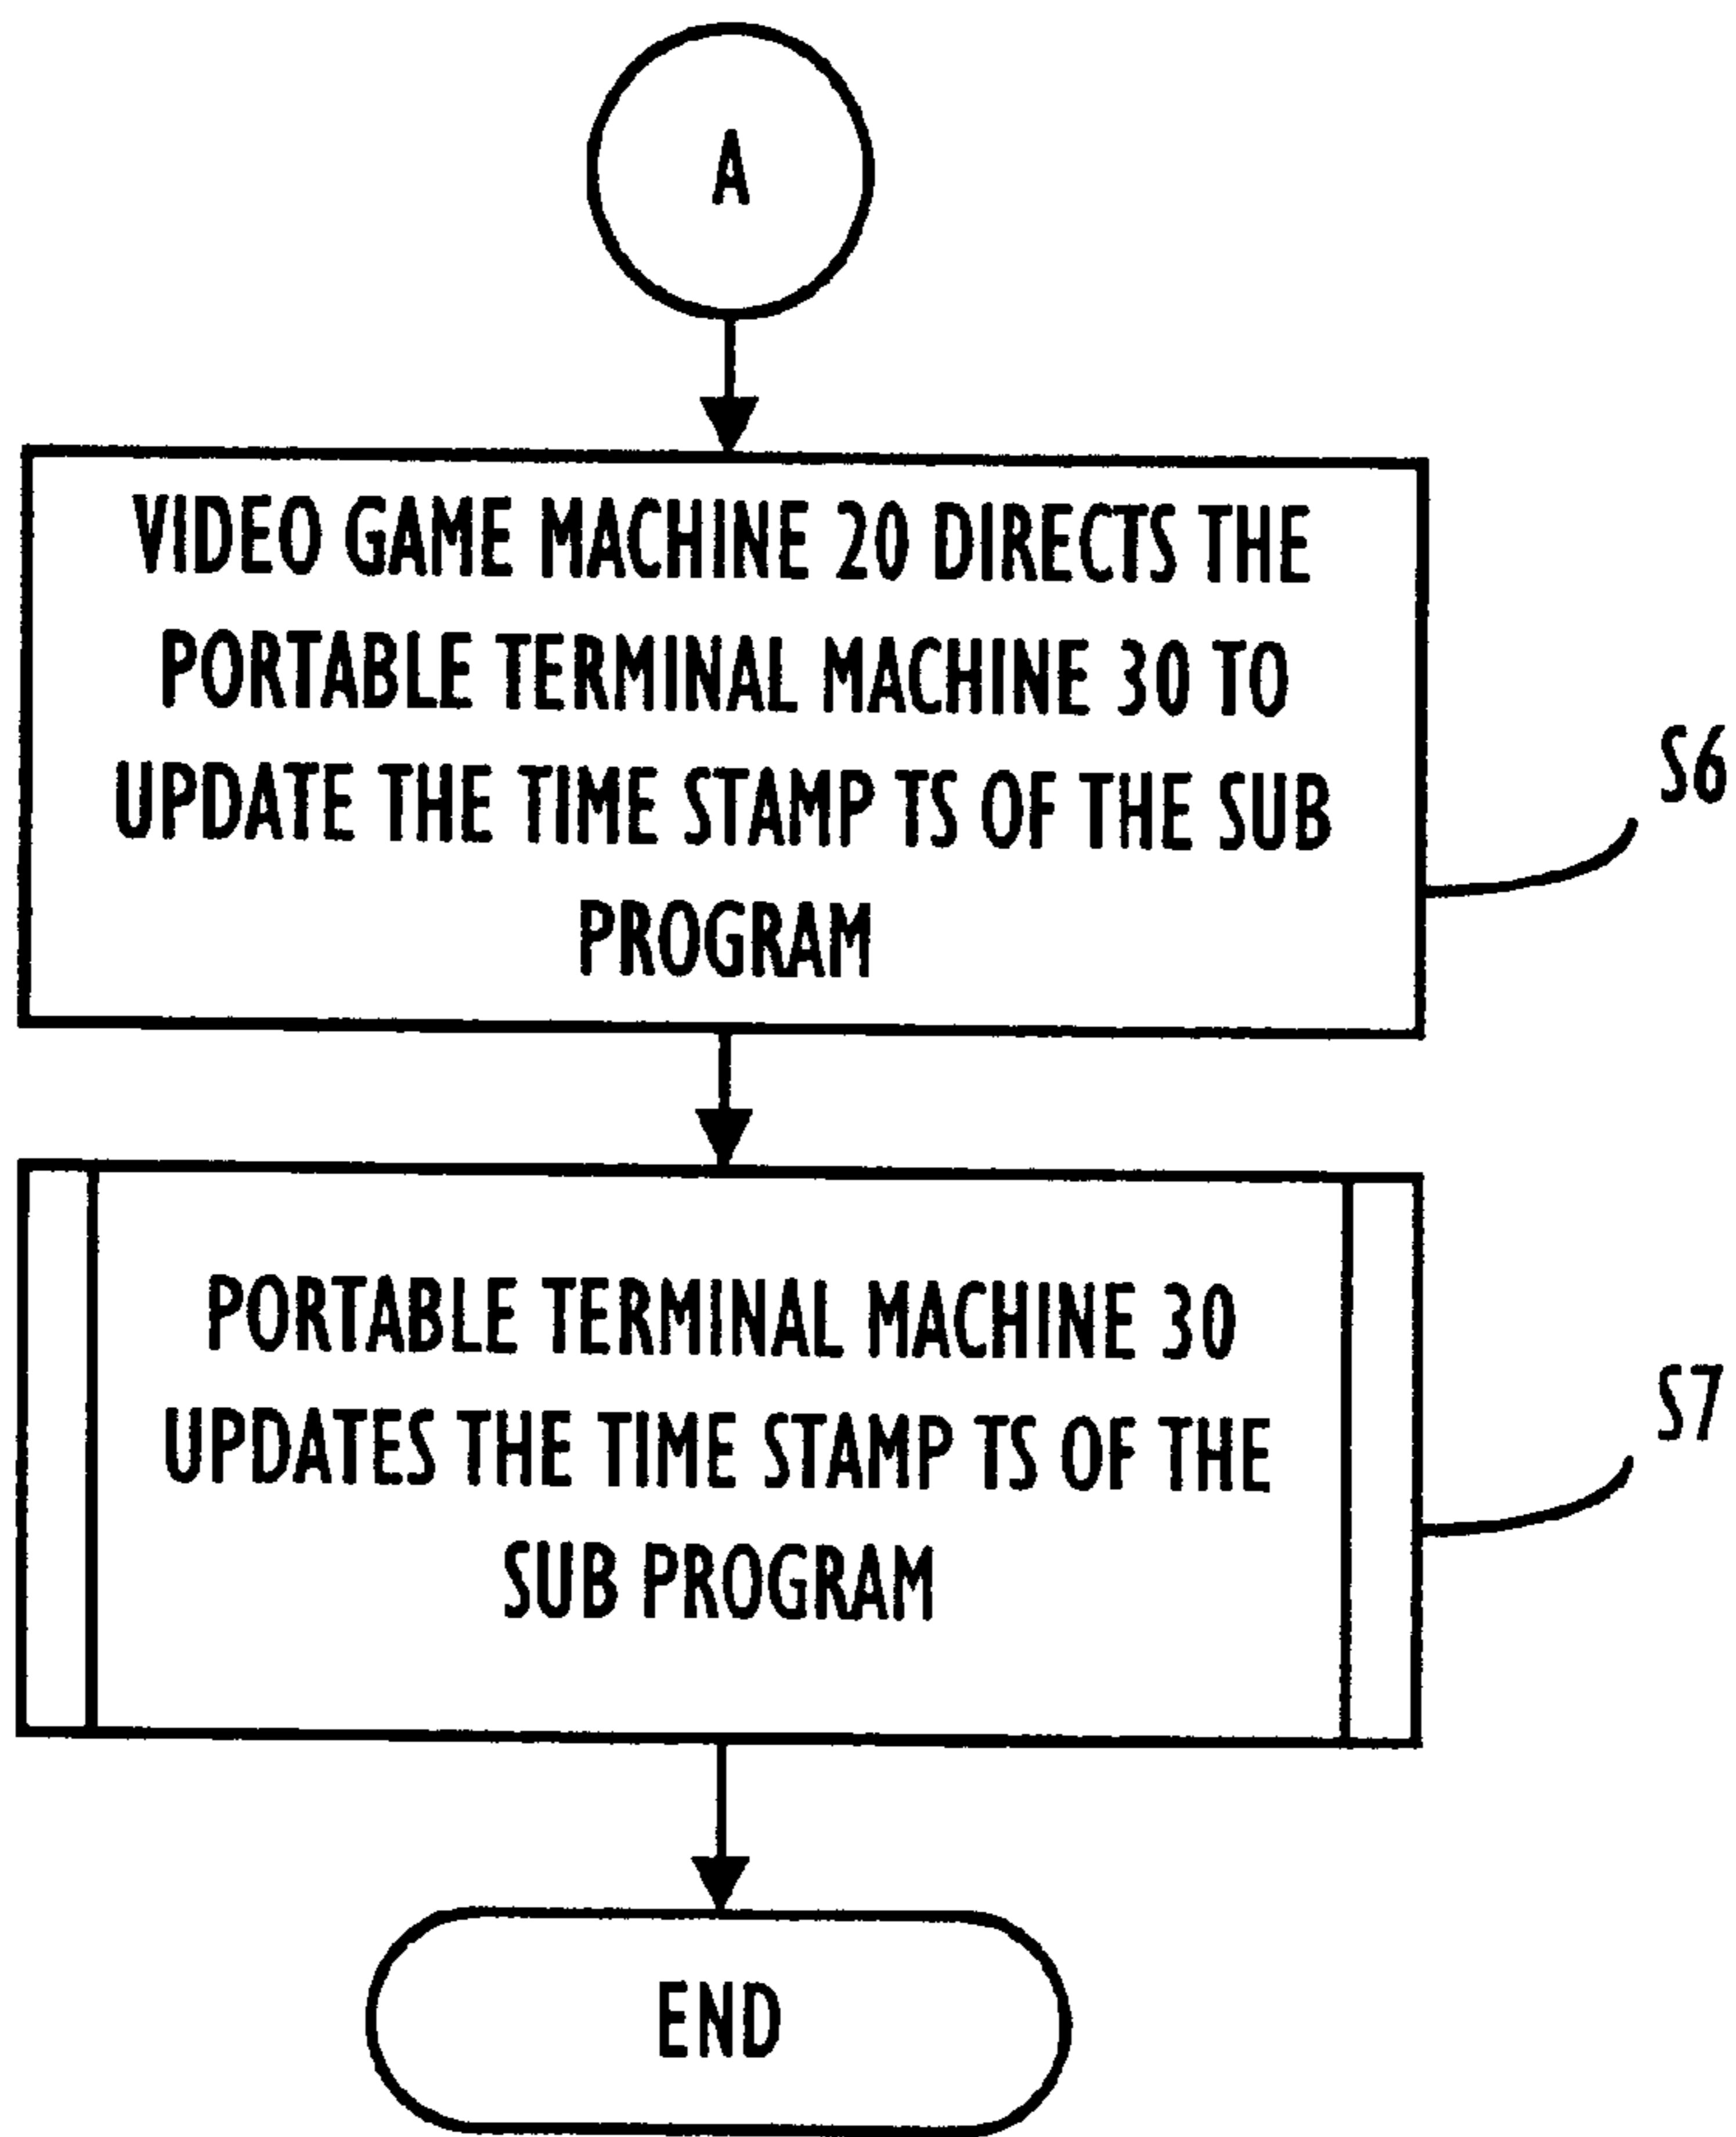 A
VIDEO GAME MACHINE 20 DIRECTS THE
PORTABLE TERMINAL MACHINE 30 TO
UPDATE THE TIME STAMP TS OF THE SUB
PROGRAM
S6
PORTABLE TERMINAL MACHINE 30
UPDATES THE TIME STAMP TS OF THE
SUB PROGRAM
S7
END